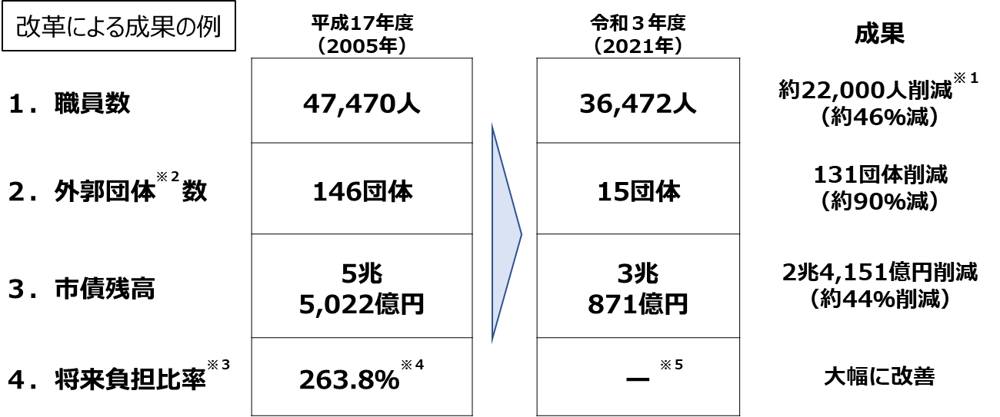 改革による成果の例
平成17年度
（2005年）
令和３年度
（2021年）
成果
１．職員数
47,470人
36,472人
約22,000人削減※１
（約46%減）
２．外郭団体※２数
146団体
15団体
131団体削減
（約90%減）
３．市債残高
5兆
5,022億円
3兆
871億円
2兆4,151億円削減
（約44%削減）
４．将来負担比率※３
263.8%※４
ー※５
大幅に改善